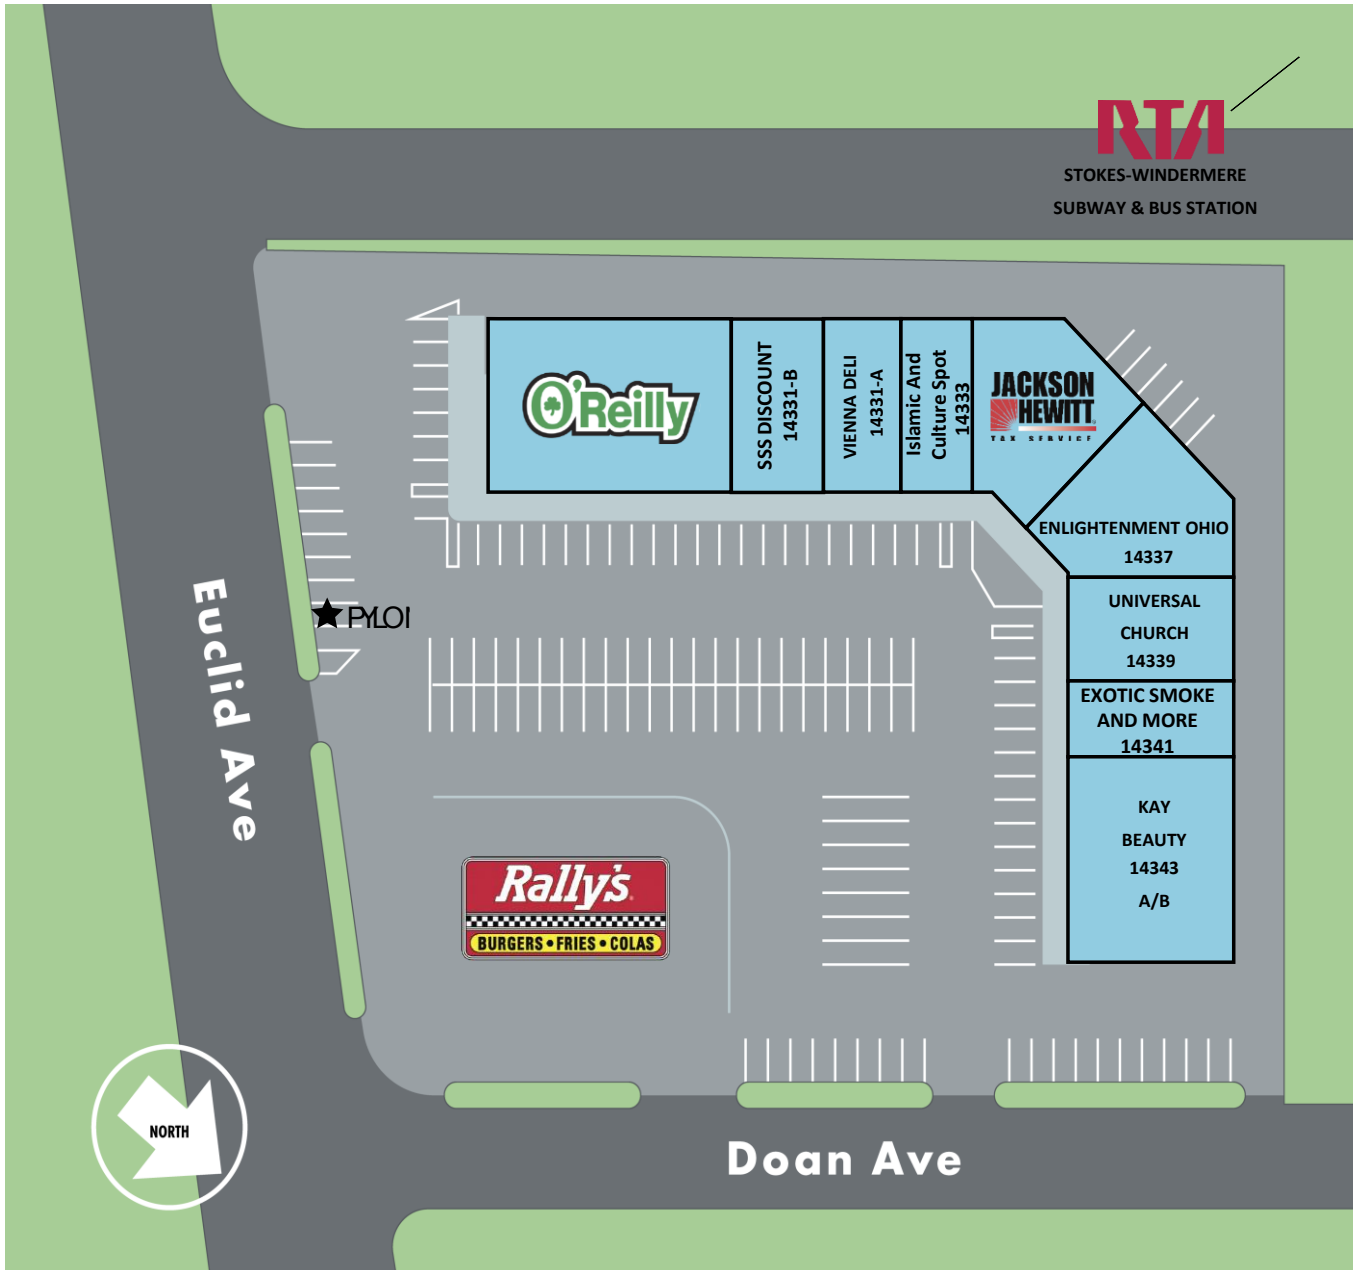 RTA
STOKES-WINDERMERE
SUBWAY & BUS STATION
O'Reilly
SSS DISCOUNT
14331-B
VIENNA DELI
14331-A
Islamic And
Culture Spot
14333
JACKSON
HEWITT
TAX SERVICE
ENLIGHTENMENT OHIO
14337
UNIVERSAL
CHURCH
14339
EXOTIC SMOKE
AND MORE
14341
KAY
BEAUTY
14343
A/B
PYLON
Euclid Ave
Rally's
BURGERS • FRIES • COLAS
NORTH
Doan Ave